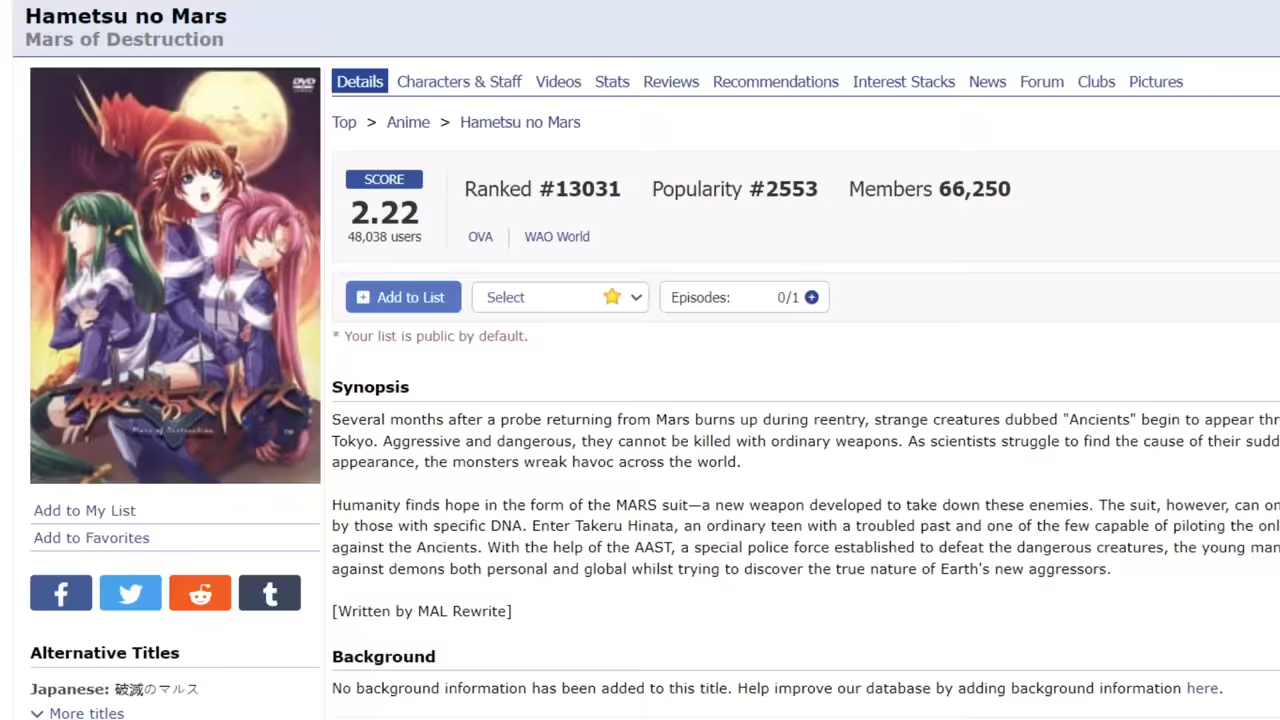 Hametsu no Mars
Mars of Destruction
DVD
破滅のマルス
Mars of Destruction
Details Characters & Staff Videos Stats Reviews Recommendations Interest Stacks News Forum Clubs Pictures
Top > Anime > Hametsu no Mars
SCORE
2.22
48,038 users
Ranked #13031 Popularity #2553 Members 66,250
OVA WAO World
Add to List Select Episodes: 0/1
* Your list is public by default.
Synopsis
Several months after a probe returning from Mars burns up during reentry, strange creatures dubbed "Ancients" begin to appear thr
Tokyo. Aggressive and dangerous, they cannot be killed with ordinary weapons. As scientists struggle to find the cause of their sudd
appearance, the monsters wreak havoc across the world.
Humanity finds hope in the form of the MARS suit—a new weapon developed to take down these enemies. The suit, however, can on
by those with specific DNA. Enter Takeru Hinata, an ordinary teen with a troubled past and one of the few capable of piloting the onl
against the Ancients. With the help of the AAST, a special police force established to defeat the dangerous creatures, the young man
against demons both personal and global whilst trying to discover the true nature of Earth's new aggressors.
[Written by MAL Rewrite]
Background
No background information has been added to this title. Help improve our database by adding background information here.
Add to My List
Add to Favorites
Alternative Titles
Japanese: 破滅のマルス
More titles